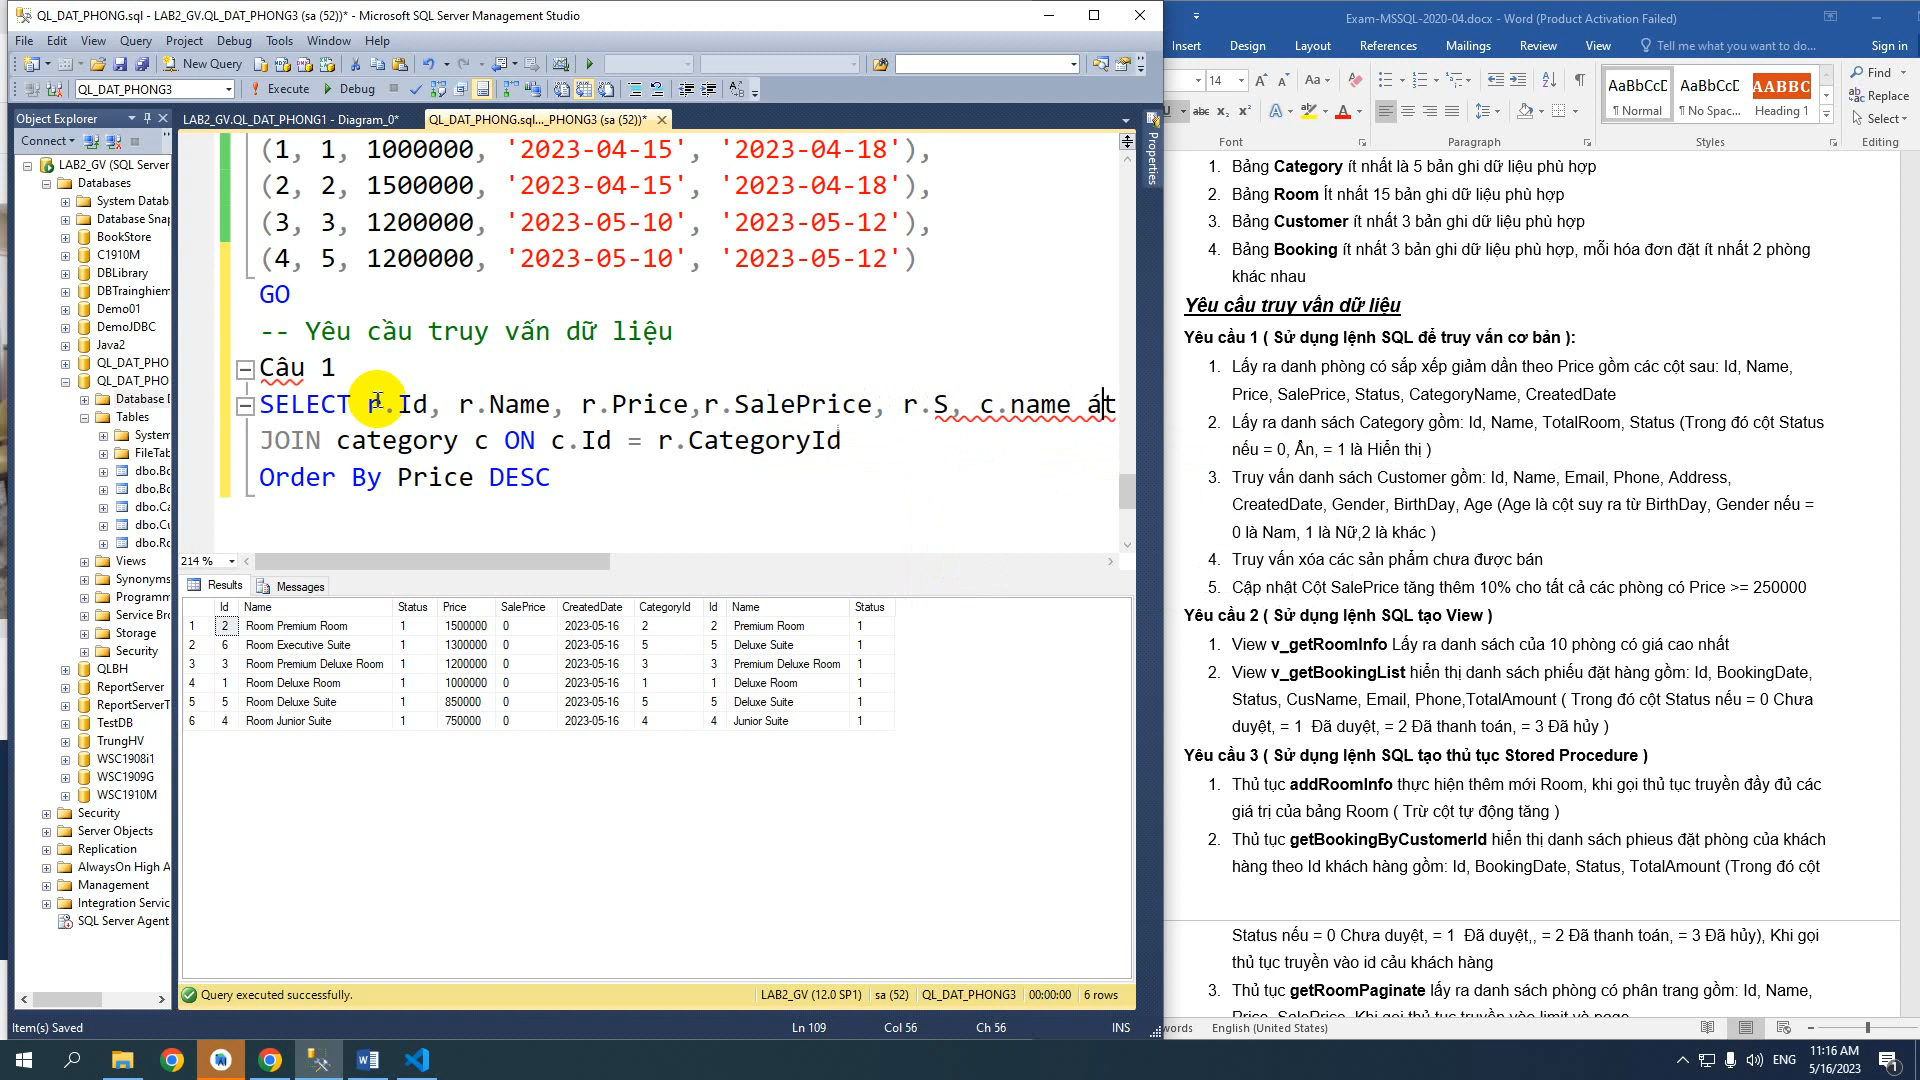 QL_DAT_PHONG.sql - LAB2_GV.QL_DAT_PHONG3 (sa (52))* - Microsoft SQL Server Management Studio
File Edit View Query Project Debug Tools Window Help
New Query
QL_DAT_PHONG3 Execute Debug
Object Explorer
Connect
LAB2_GV (SQL Server
Databases
System Datab
Database Snap
BookStore
C1910M
DBLibrary
DBTrainghiem
Demo01
DemoJDBC
Java2
QL_DAT_PHO
QL_DAT_PHO
Database D
Tables
System
FileTab
dbo.Bc
dbo.Ca
dbo.Cu
dbo.Rc
Views
Synonyms
Programm
Service Bro
Storage
Security
QLBH
ReportServer
ReportServerT
TestDB
TrungHV
WSC1908i1
WSC1909G
WSC1910M
Security
Server Objects
Replication
AlwaysOn High A
Management
Integration Servic
SQL Server Agent
LAB2_GV.QL_DAT_PHONG1 - Diagram_0*
QL_DAT_PHONG.sql..._PHONG3 (sa (52))*
Properties
(1, 1, 1000000, '2023-04-15', '2023-04-18'),
(2, 2, 1500000, '2023-04-15', '2023-04-18'),
(3, 3, 1200000, '2023-05-10', '2023-05-12'),
(4, 5, 1200000, '2023-05-10', '2023-05-12')
GO
-- Yêu cầu truy vấn dữ liệu
Câu 1
SELECT r.Id, r.Name, r.Price,r.SalePrice, r.S, c.name át
JOIN category c ON c.Id = r.CategoryId
Order By Price DESC
214 %
Results Messages
Id Name Status Price SalePrice CreatedDate CategoryId Id Name Status
1 2 Room Premium Room 1 1500000 0 2023-05-16 2 2 Premium Room 1
2 6 Room Executive Suite 1 1300000 0 2023-05-16 5 5 Deluxe Suite 1
3 3 Room Premium Deluxe Room 1 1200000 0 2023-05-16 3 3 Premium Deluxe Room 1
4 1 Room Deluxe Room 1 1000000 0 2023-05-16 1 1 Deluxe Room 1
5 5 Room Deluxe Suite 1 850000 0 2023-05-16 5 5 Deluxe Suite 1
6 4 Room Junior Suite 1 750000 0 2023-05-16 4 4 Junior Suite 1
Query executed successfully. LAB2_GV (12.0 SP1) sa (52) QL_DAT_PHONG3 00:00:00 6 rows
Item(s) Saved Ln 109 Col 56 Ch 56 INS
Exam-MSSQL-2020-04.docx - Word (Product Activation Failed)
Insert Design Layout References Mailings Review View Tell me what you want to do... Sign in
14
AaBbCcD AaBbCcD AABBC
¶ Normal ¶ No Spac... Heading 1
Find
Replace
Select
Font Paragraph Styles Editing
1. Bảng Category ít nhất là 5 bản ghi dữ liệu phù hợp
2. Bảng Room Ít nhất 15 bản ghi dữ liệu phù hợp
3. Bảng Customer ít nhất 3 bản ghi dữ liệu phù hợp
4. Bảng Booking ít nhất 3 bản ghi dữ liệu phù hợp, mỗi hóa đơn đặt ít nhất 2 phòng
khác nhau
Yêu cầu truy vấn dữ liệu
Yêu cầu 1 ( Sử dụng lệnh SQL để truy vấn cơ bản ):
1. Lấy ra danh phòng có sắp xếp giảm dần theo Price gồm các cột sau: Id, Name,
Price, SalePrice, Status, CategoryName, CreatedDate
2. Lấy ra danh sách Category gồm: Id, Name, TotalRoom, Status (Trong đó cột Status
nếu = 0, Ẩn, = 1 là Hiển thị )
3. Truy vấn danh sách Customer gồm: Id, Name, Email, Phone, Address,
CreatedDate, Gender, BirthDay, Age (Age là cột suy ra từ BirthDay, Gender nếu =
0 là Nam, 1 là Nữ,2 là khác )
4. Truy vấn xóa các sản phẩm chưa được bán
5. Cập nhật Cột SalePrice tăng thêm 10% cho tất cả các phòng có Price >= 250000
Yêu cầu 2 ( Sử dụng lệnh SQL tạo View )
1. View v_getRoomInfo Lấy ra danh sách của 10 phòng có giá cao nhất
2. View v_getBookingList hiển thị danh sách phiếu đặt hàng gồm: Id, BookingDate,
Status, CusName, Email, Phone,TotalAmount ( Trong đó cột Status nếu = 0 Chưa
duyệt, = 1 Đã duyệt, = 2 Đã thanh toán, = 3 Đã hủy )
Yêu cầu 3 ( Sử dụng lệnh SQL tạo thủ tục Stored Procedure )
1. Thủ tục addRoomInfo thực hiện thêm mới Room, khi gọi thủ tục truyền đầy đủ các
giá trị của bảng Room ( Trừ cột tự động tăng )
2. Thủ tục getBookingByCustomerId hiển thị danh sách phieus đặt phòng của khách
hàng theo Id khách hàng gồm: Id, BookingDate, Status, TotalAmount (Trong đó cột
Status nếu = 0 Chưa duyệt, = 1 Đã duyệt,, = 2 Đã thanh toán, = 3 Đã hủy), Khi gọi
thủ tục truyền vào id cảu khách hàng
3. Thủ tục getRoomPaginate lấy ra danh sách phòng có phân trang gồm: Id, Name,
Price, SalePrice, Khi gọi thủ tục truyền vào limit và page
words English (United States)
ENG
11:16 AM
5/16/2023
1